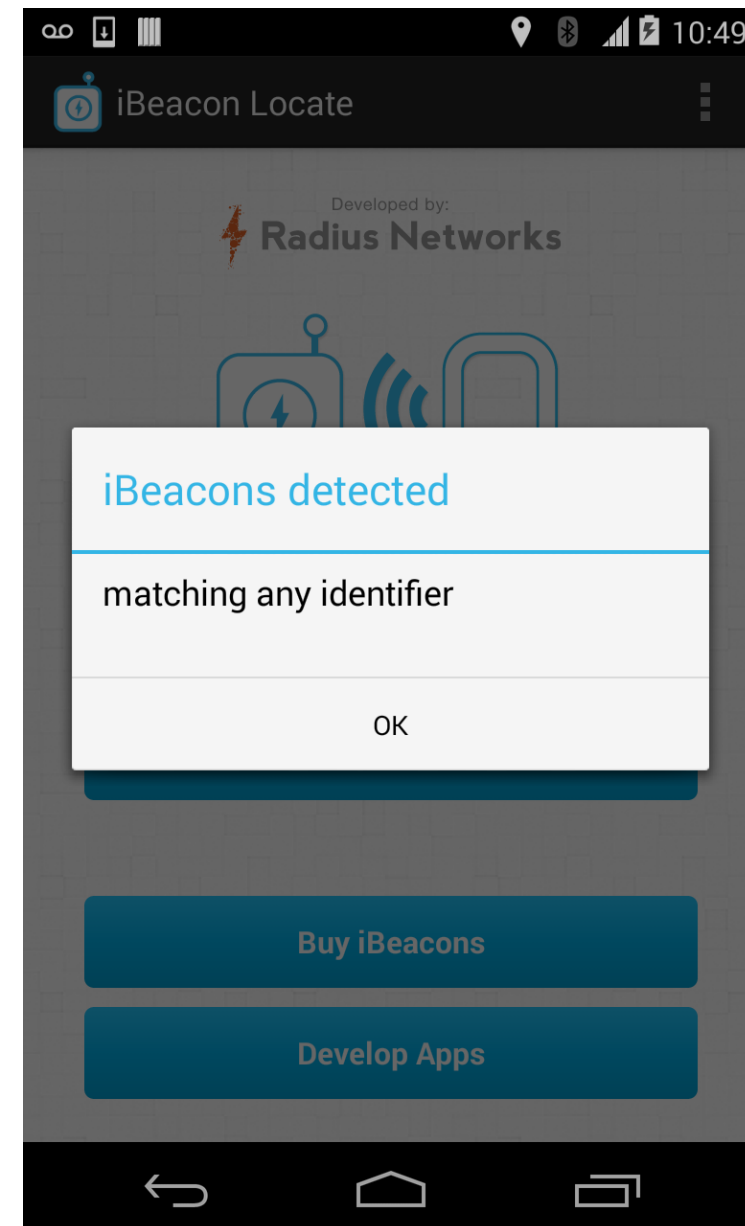 10:49
iBeacon Locate
Developed by:
Radius Networks
iBeacons detected
matching any identifier
OK
Buy iBeacons
Develop Apps